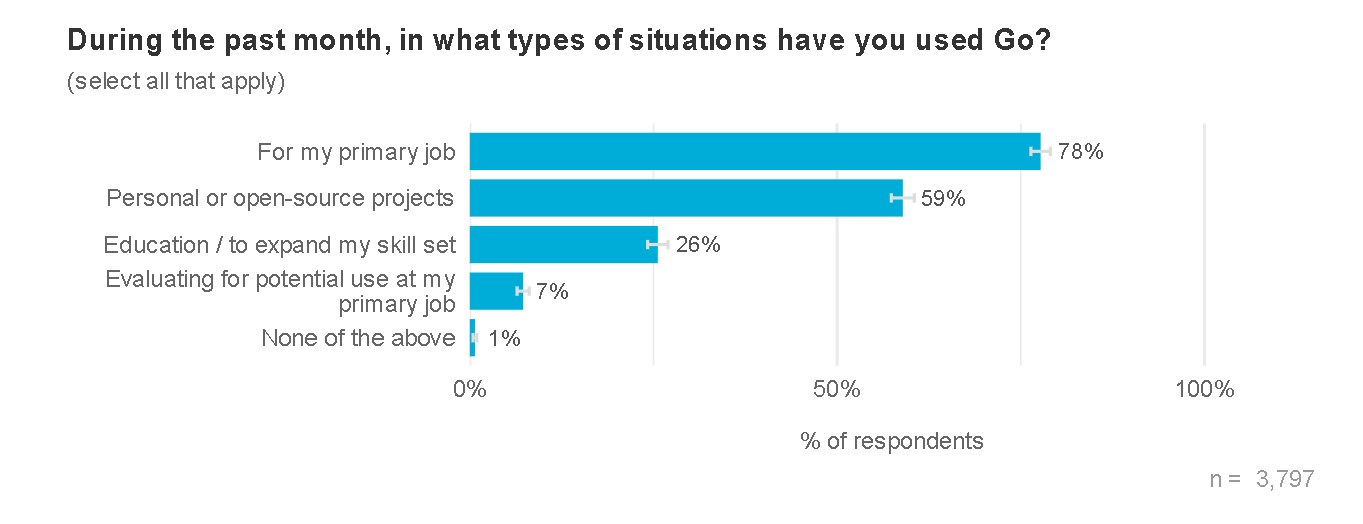 During the past month, in what types of situations have you used Go?
(select all that apply)
For my primary job
78%
Personal or open-source projects
59%
Education / to expand my skill set
26%
Evaluating for potential use at my
primary job
7%
None of the above
1%
0%
50%
100%
% of respondents
n = 3,797